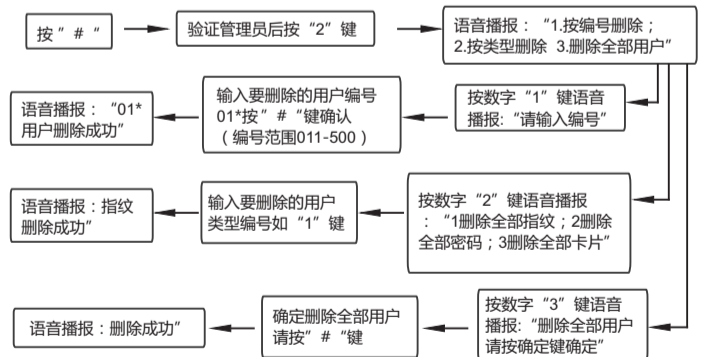 按”#“
验证管理员后按“2”键
语音播报：“1.按编号删除；
2.按类型删除 3.删除全部用户”
按数字“1”键语音
播报:“请输入编号”
输入要删除的用户编号
01*按”#“键确认
（编号范围011-500）
语音播报：“01*
用户删除成功”
按数字“2”键语音播报
：“1删除全部指纹；2删除
全部密码；3删除全部卡片”
输入要删除的用户
类型编号如“1”键
语音播报：指纹
删除成功”
按数字“3”键语音
播报:“删除全部用户
请按确定键确定”
确定删除全部用户
请按”#“键
语音播报：删除成功”